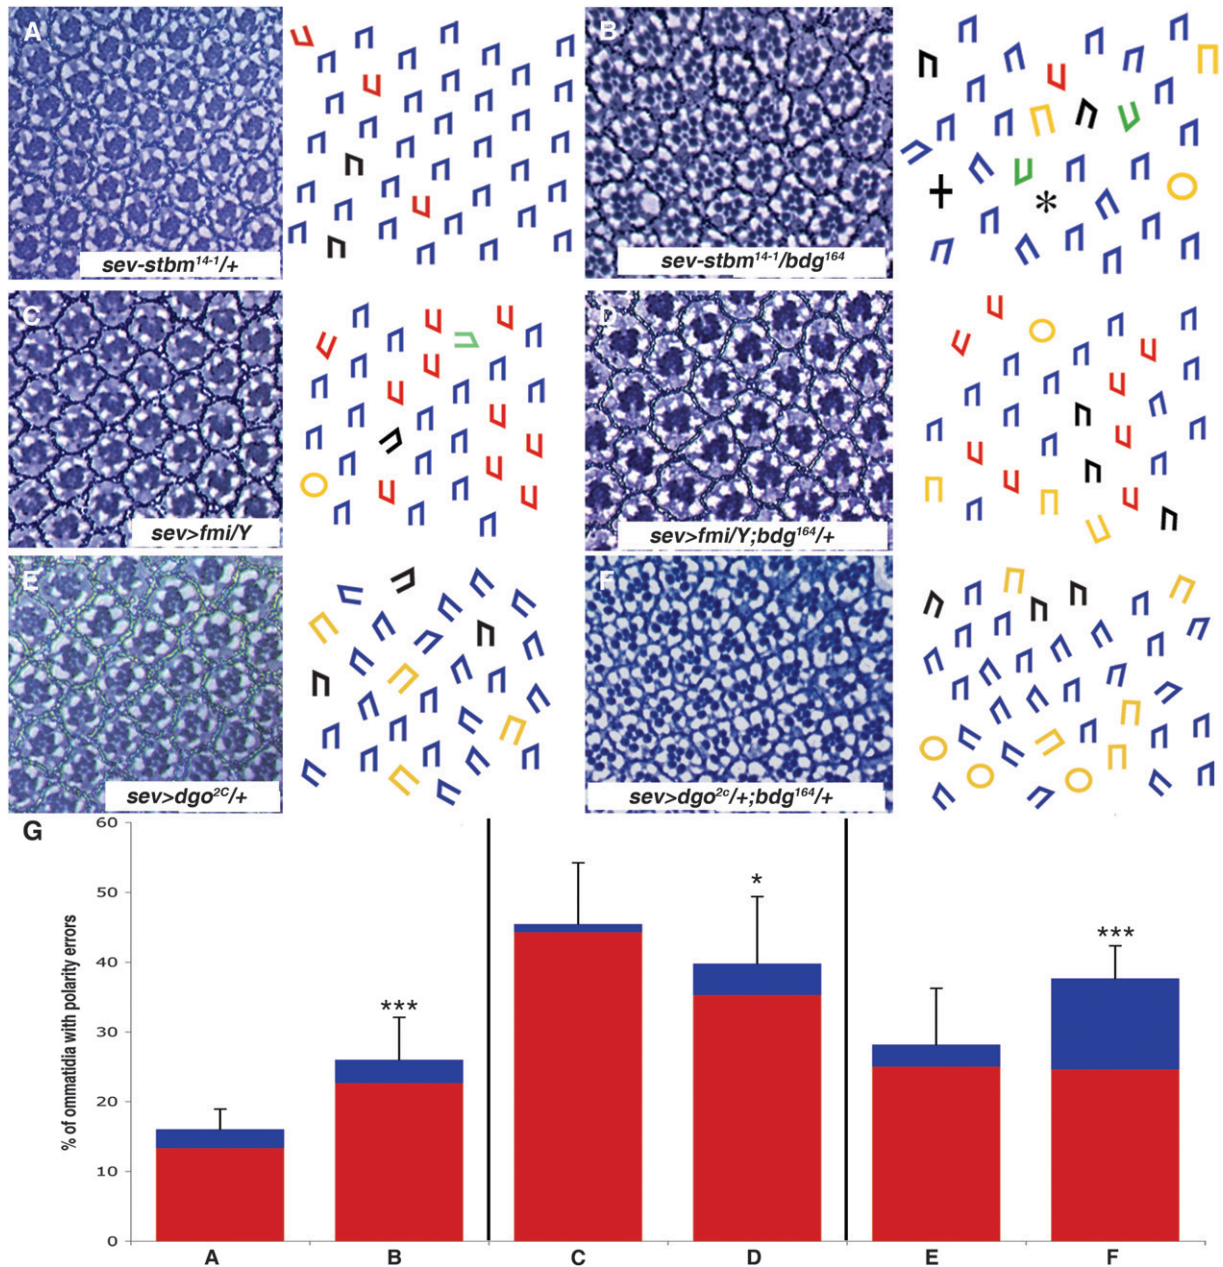 A
B
sev-stbm¹⁴⁻¹/+
sev-stbm¹⁴⁻¹/bdg¹⁶⁴
C
D
sev>fmi/Y
sev>fmi/Y;bdg¹⁶⁴/+
E
F
sev>dgo²ᶜ/+
sev>dgo²ᶜ/+;bdg¹⁶⁴/+
G
% of ommatidia with polarity errors
60
50
40
30
20
10
0
***
*
***
A B C D E F